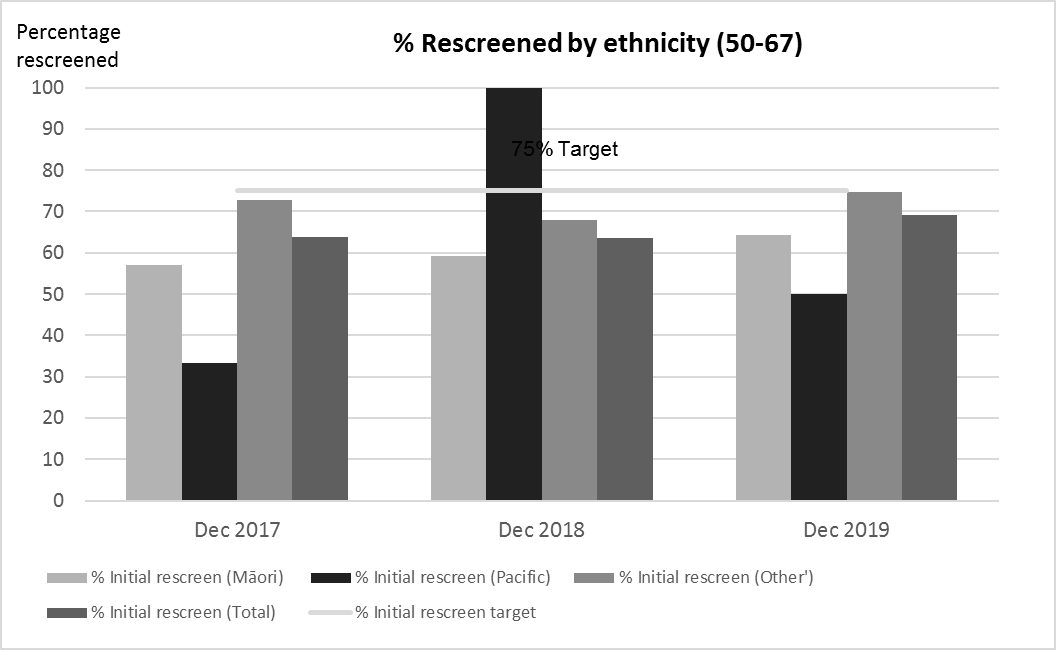 Percentage
rescreened
% Rescreened by ethnicity (50-67)
100
90
75% Target
80
70
60
50
40
30
20
10
0
Dec 2017 Dec 2018 Dec 2019
% Initial rescreen (Māori) % Initial rescreen (Pacific) % Initial rescreen (Other')
% Initial rescreen (Total) % Initial rescreen target